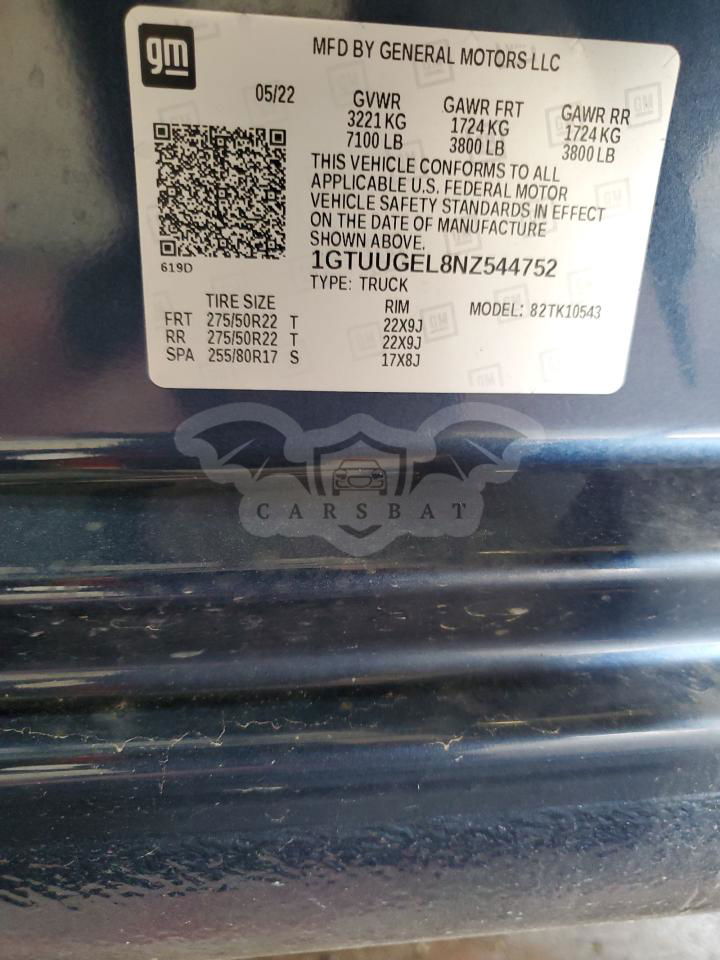 gm
MFD BY GENERAL MOTORS LLC
05/22 GVWR GAWR FRT GAWR RR
3221 KG 1724 KG 1724 KG
7100 LB 3800 LB 3800 LB
THIS VEHICLE CONFORMS TO ALL
APPLICABLE U.S. FEDERAL MOTOR
VEHICLE SAFETY STANDARDS IN EFFECT
ON THE DATE OF MANUFACTURE
SHOWN ABOVE.
619D
1GTUUGEL8NZ544752
TYPE: TRUCK
TIRE SIZE RIM MODEL: 82TK10543
FRT 275/50R22 T 22X9J
RR 275/50R22 T 22X9J
SPA 255/80R17 S 17X8J
CARSBAT